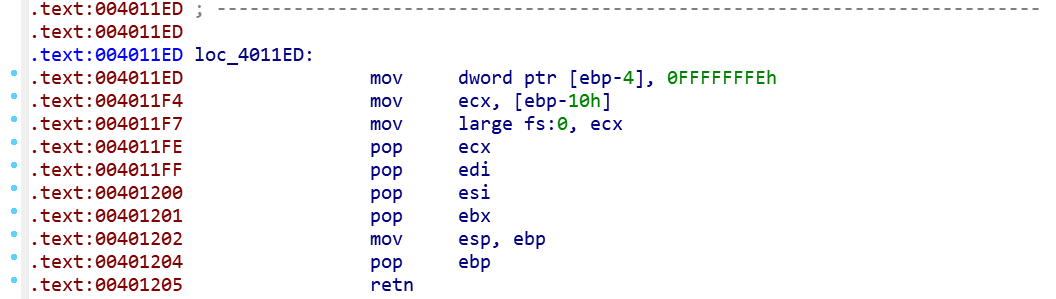 .text:004011ED ; ---------------------------------------------------------------------------
.text:004011ED
.text:004011ED loc_4011ED:
.text:004011ED mov dword ptr [ebp-4], 0FFFFFFFEh
.text:004011F4 mov ecx, [ebp-10h]
.text:004011F7 mov large fs:0, ecx
.text:004011FE pop ecx
.text:004011FF pop edi
.text:00401200 pop esi
.text:00401201 pop ebx
.text:00401202 mov esp, ebp
.text:00401204 pop ebp
.text:00401205 retn